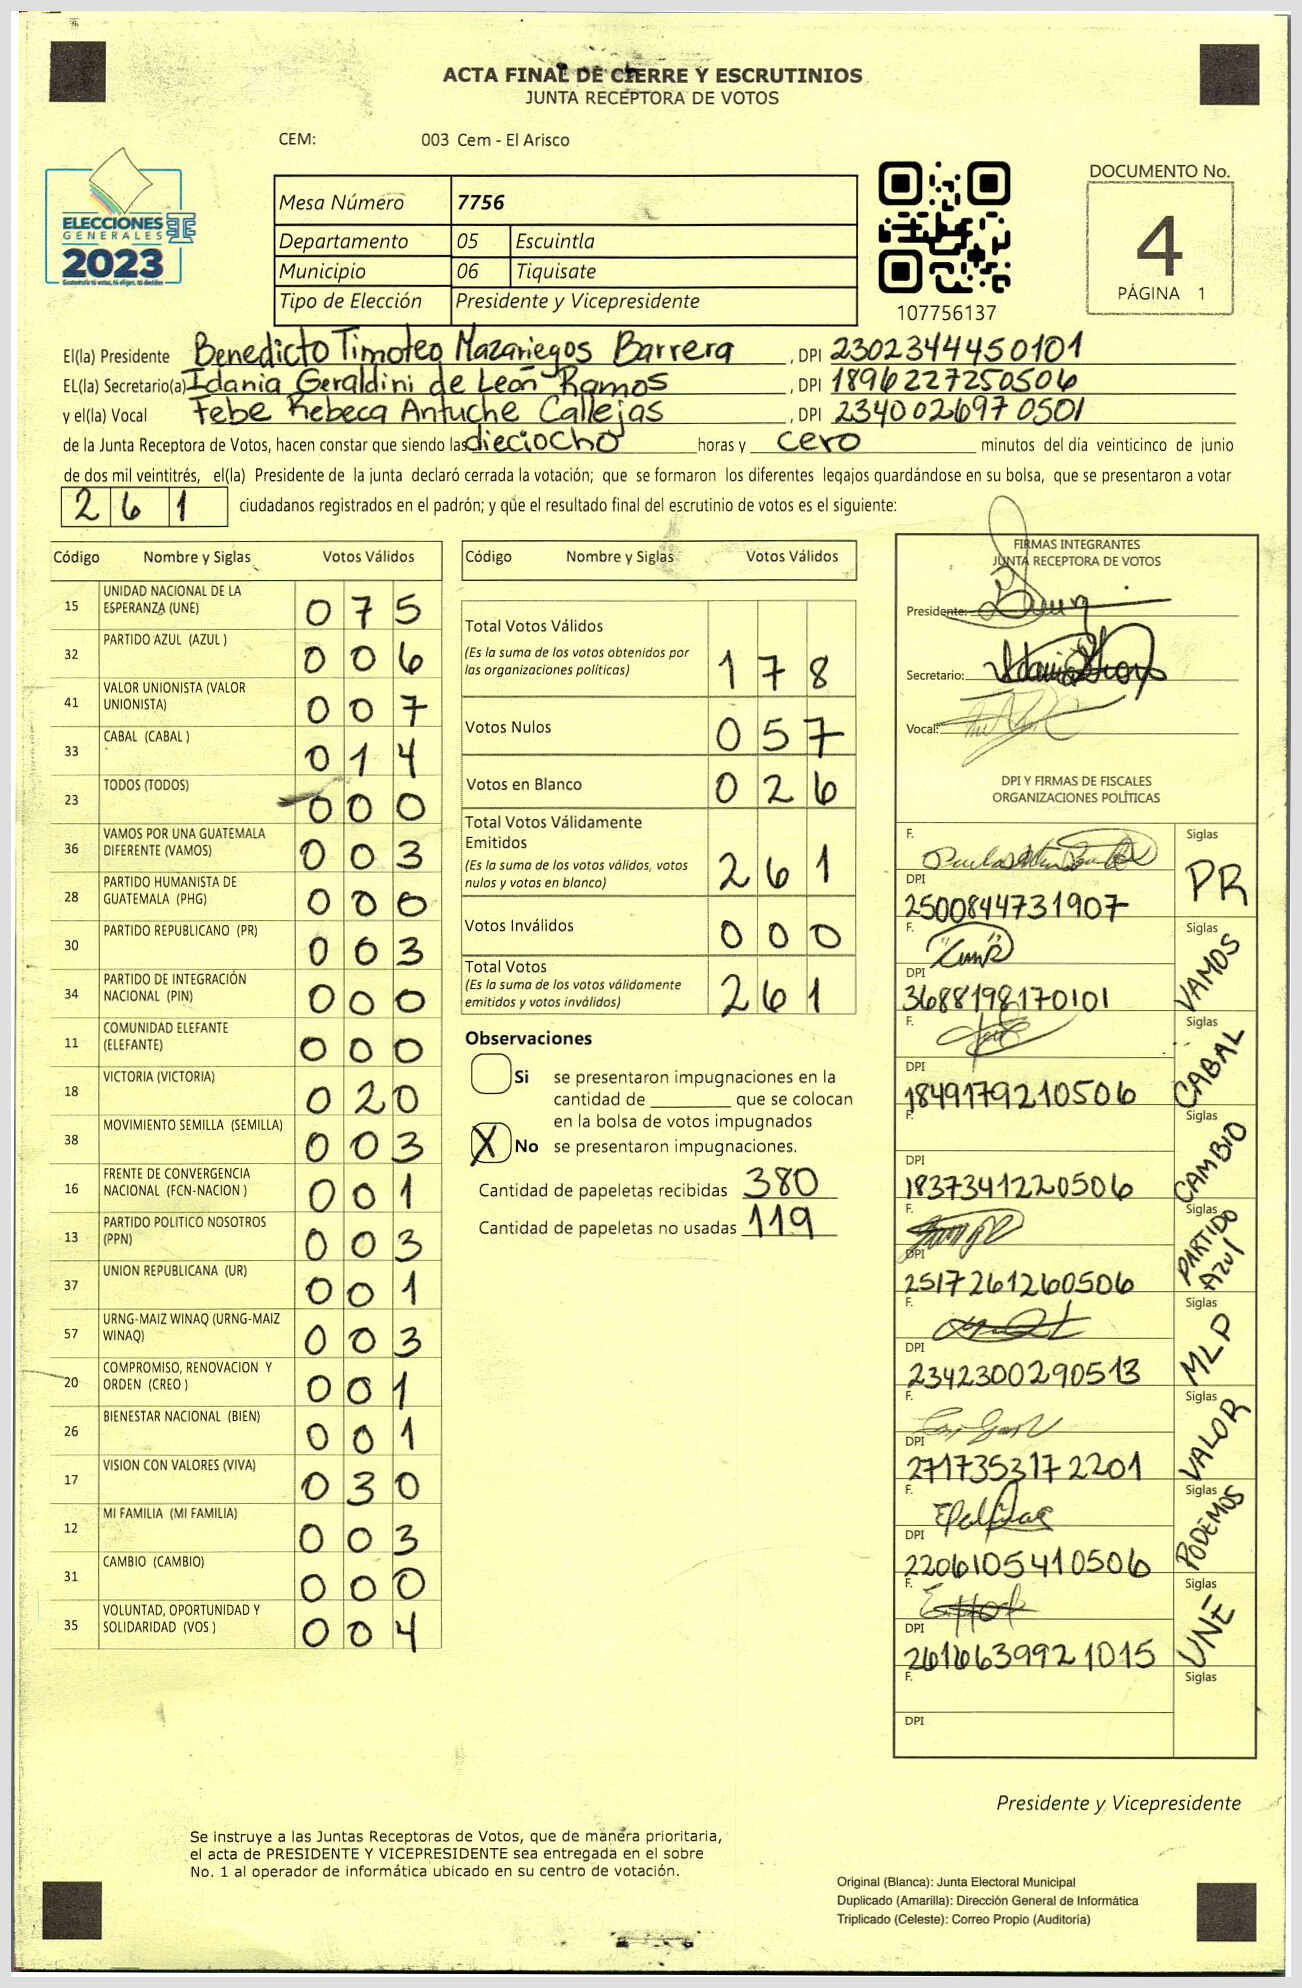 ACTA FINAL DE CIERRE Y ESCRUTINIOS
JUNTA RECEPTORA DE VOTOS
CEM: 003 Cem - El Arisco
ELECCIONES
GENERALES
2023
Mesa Número 7756
Departamento 05 Escuintla
Municipio 06 Tiquisate
Tipo de Elección Presidente y Vicepresidente
107756137
DOCUMENTO No.
4
PÁGINA 1
El(la) Presidente Benedicto Timoteo Mazariegos Barrera, DPI 2302344450101
EL(la) Secretario(a) Idania Geraldini de León Ramos, DPI 1896227250506
y el(la) Vocal Febe Rebeca Antuche Callejas, DPI 2340026970501
de la Junta Receptora de Votos, hacen constar que siendo las dieciocho horas y cero minutos del día veinticinco de junio
de dos mil veintitrés, el(la) Presidente de la junta declaró cerrada la votación; que se formaron los diferentes legajos guardándose en su bolsa, que se presentaron a votar
261 ciudadanos registrados en el padrón; y que el resultado final del escrutinio de votos es el siguiente:
Código Nombre y Siglas Votos Válidos
15 UNIDAD NACIONAL DE LA ESPERANZA (UNE) 075
32 PARTIDO AZUL (AZUL ) 006
41 VALOR UNIONISTA (VALOR UNIONISTA) 007
33 CABAL (CABAL ) 014
23 TODOS (TODOS) 000
36 VAMOS POR UNA GUATEMALA DIFERENTE (VAMOS) 003
28 PARTIDO HUMANISTA DE GUATEMALA (PHG) 000
30 PARTIDO REPUBLICANO (PR) 003
34 PARTIDO DE INTEGRACIÓN NACIONAL (PIN) 000
11 COMUNIDAD ELEFANTE (ELEFANTE) 000
18 VICTORIA (VICTORIA) 020
38 MOVIMIENTO SEMILLA (SEMILLA) 003
16 FRENTE DE CONVERGENCIA NACIONAL (FCN-NACION ) 001
13 PARTIDO POLITICO NOSOTROS (PPN) 003
37 UNION REPUBLICANA (UR) 001
57 URNG-MAIZ WINAQ (URNG-MAIZ WINAQ) 003
20 COMPROMISO, RENOVACION Y ORDEN (CREO ) 001
26 BIENESTAR NACIONAL (BIEN) 001
17 VISION CON VALORES (VIVA) 030
12 MI FAMILIA (MI FAMILIA) 003
31 CAMBIO (CAMBIO) 000
35 VOLUNTAD, OPORTUNIDAD Y SOLIDARIDAD (VOS ) 004
Código Nombre y Siglas Votos Válidos
Total Votos Válidos
(Es la suma de los votos obtenidos por las organizaciones políticas) 178
Votos Nulos 057
Votos en Blanco 026
Total Votos Válidamente Emitidos
(Es la suma de los votos válidos, votos nulos y votos en blanco) 261
Votos Inválidos 000
Total Votos
(Es la suma de los votos válidamente emitidos y votos inválidos) 261
Observaciones
Si se presentaron impugnaciones en la
cantidad de ________ que se colocan
en la bolsa de votos impugnados
X No se presentaron impugnaciones.
Cantidad de papeletas recibidas 380
Cantidad de papeletas no usadas 119
FIRMAS INTEGRANTES
JUNTA RECEPTORA DE VOTOS
Presidente:
Secretario:
Vocal:
DPI Y FIRMAS DE FISCALES
ORGANIZACIONES POLÍTICAS
F. Siglas PR
DPI 2500844731907
F. Siglas VAMOS
DPI 3688198170101
F. Siglas CABAL
DPI 1849179210506
F. Siglas CAMBIO
DPI 1837341220506
F. Siglas PARTIDO AZUL
DPI 2517261260506
F. Siglas MLP
DPI 2342300290513
F. Siglas VALOR
DPI 2717353172201
F. Siglas PODEMOS
DPI 2206105410506
F. Siglas UNE
DPI 2616639921015
F. Siglas
DPI
Presidente y Vicepresidente
Se instruye a las Juntas Receptoras de Votos, que de manera prioritaria,
el acta de PRESIDENTE Y VICEPRESIDENTE sea entregada en el sobre
No. 1 al operador de informática ubicado en su centro de votación.
Original (Blanca): Junta Electoral Municipal
Duplicado (Amarilla): Dirección General de Informática
Triplicado (Celeste): Correo Propio (Auditoría)